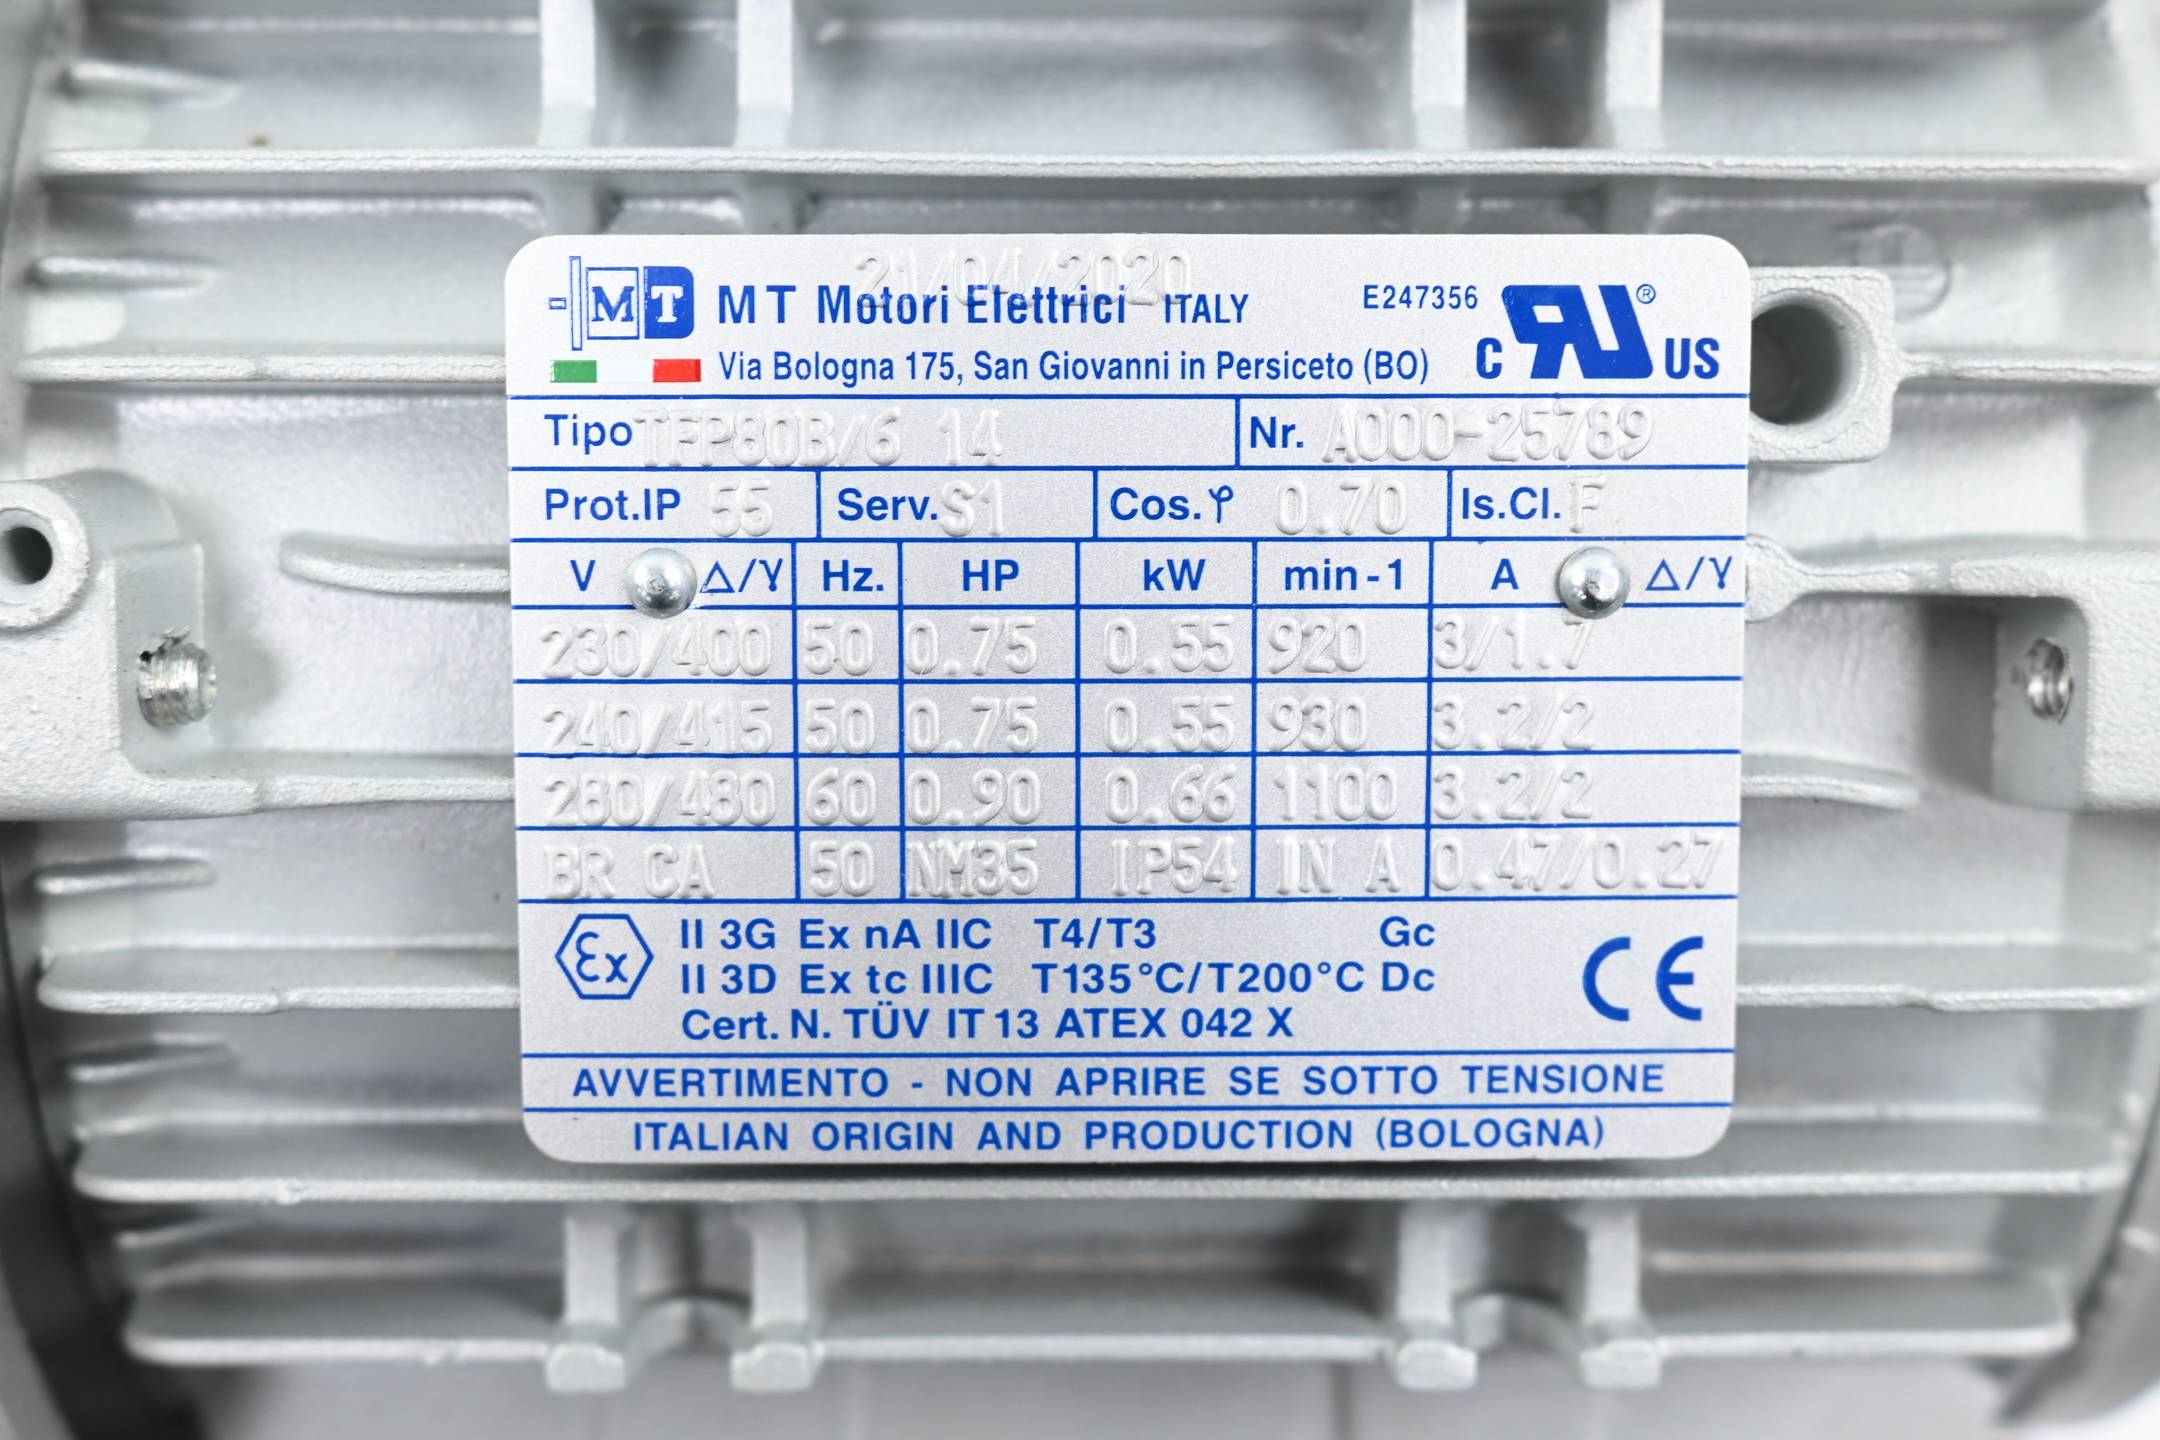 21/04/2020
MT MT Motori Elettrici ITALY E247356 c RU ® US
Via Bologna 175, San Giovanni in Persiceto (BO)
Tipo TFP80B/6 14 Nr. A000-25789
Prot.IP 55 Serv. S1 Cos.φ 0.70 Is.Cl. F
V Δ/Y Hz. HP kW min-1 A Δ/Y
230/400 50 0.75 0.55 920 3/1.7
240/415 50 0.75 0.55 930 3.2/2
280/480 60 0.90 0.66 1100 3.2/2
BR CA 50 NM35 IP54 IN A 0.47/0.27
Ex II 3G Ex nA IIC T4/T3 Gc
II 3D Ex tc IIIC T135°C/T200°C Dc CE
Cert. N. TÜV IT 13 ATEX 042 X
AVVERTIMENTO - NON APRIRE SE SOTTO TENSIONE
ITALIAN ORIGIN AND PRODUCTION (BOLOGNA)